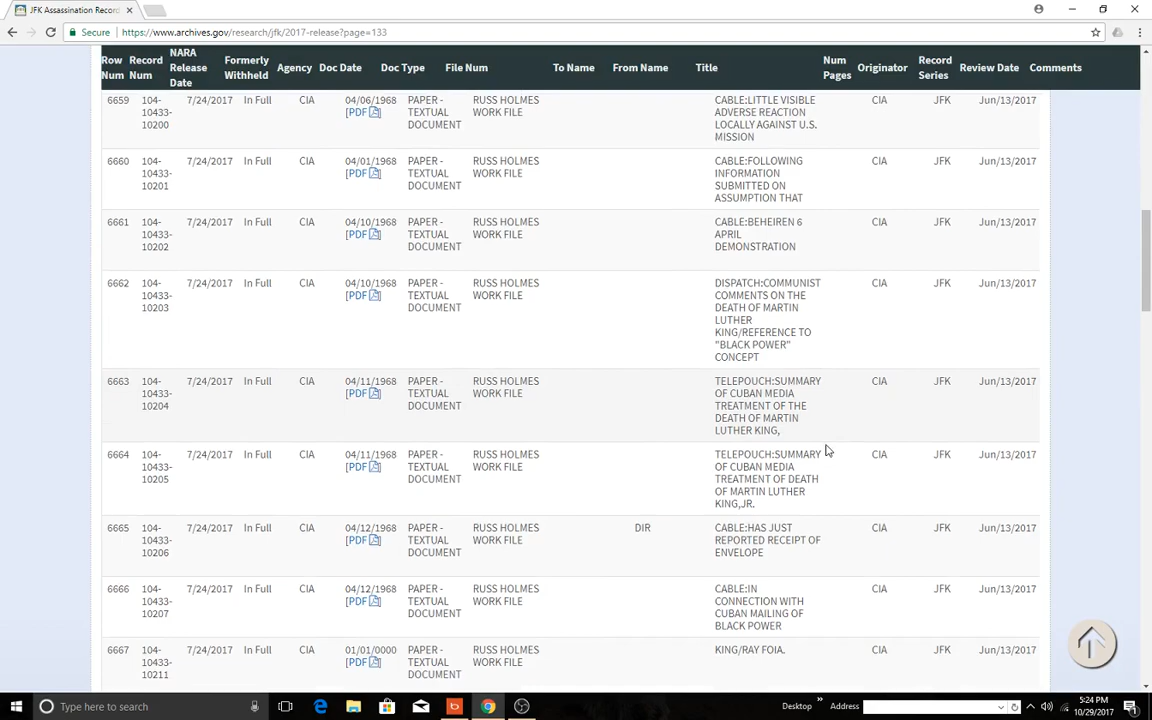 JFK Assassination Record
Secure
https://www.archives.gov/research/jfk/2017-release?page=133
Row Num
Record Num
NARA Release Date
Formerly Withheld
Agency
Doc Date
Doc Type
File Num
To Name
From Name
Title
Num Pages
Originator
Record Series
Review Date
Comments
6659 104- 7/24/2017 In Full CIA 04/06/1968 PAPER - RUSS HOLMES CABLE:LITTLE VISIBLE CIA JFK Jun/13/2017
10433- [PDF] TEXTUAL WORK FILE ADVERSE REACTION
10200 DOCUMENT LOCALLY AGAINST U.S.
MISSION
6660 104- 7/24/2017 In Full CIA 04/01/1968 PAPER - RUSS HOLMES CABLE:FOLLOWING CIA JFK Jun/13/2017
10433- [PDF] TEXTUAL WORK FILE INFORMATION
10201 DOCUMENT SUBMITTED ON
ASSUMPTION THAT
6661 104- 7/24/2017 In Full CIA 04/10/1968 PAPER - RUSS HOLMES CABLE:BEHEIREN 6 CIA JFK Jun/13/2017
10433- [PDF] TEXTUAL WORK FILE APRIL
10202 DOCUMENT DEMONSTRATION
6662 104- 7/24/2017 In Full CIA 04/10/1968 PAPER - RUSS HOLMES DISPATCH:COMMUNIST CIA JFK Jun/13/2017
10433- [PDF] TEXTUAL WORK FILE COMMENTS ON THE
10203 DOCUMENT DEATH OF MARTIN
LUTHER
KING/REFERENCE TO
"BLACK POWER"
CONCEPT
6663 104- 7/24/2017 In Full CIA 04/11/1968 PAPER - RUSS HOLMES TELEPOUCH:SUMMARY CIA JFK Jun/13/2017
10433- [PDF] TEXTUAL WORK FILE OF CUBAN MEDIA
10204 DOCUMENT TREATMENT OF THE
DEATH OF MARTIN
LUTHER KING,
6664 104- 7/24/2017 In Full CIA 04/11/1968 PAPER - RUSS HOLMES TELEPOUCH:SUMMARY CIA JFK Jun/13/2017
10433- [PDF] TEXTUAL WORK FILE OF CUBAN MEDIA
10205 DOCUMENT TREATMENT OF DEATH
OF MARTIN LUTHER
KING,JR.
6665 104- 7/24/2017 In Full CIA 04/12/1968 PAPER - RUSS HOLMES DIR CABLE:HAS JUST CIA JFK Jun/13/2017
10433- [PDF] TEXTUAL WORK FILE REPORTED RECEIPT OF
10206 DOCUMENT ENVELOPE
6666 104- 7/24/2017 In Full CIA 04/12/1968 PAPER - RUSS HOLMES CABLE:IN CIA JFK Jun/13/2017
10433- [PDF] TEXTUAL WORK FILE CONNECTION WITH
10207 DOCUMENT CUBAN MAILING OF
BLACK POWER
6667 104- 7/24/2017 In Full CIA 01/01/0000 PAPER - RUSS HOLMES KING/RAY FOIA. CIA JFK Jun/13/2017
10433- [PDF] TEXTUAL WORK FILE
10211 DOCUMENT
Type here to search
Desktop
Address
5:24 PM
10/29/2017